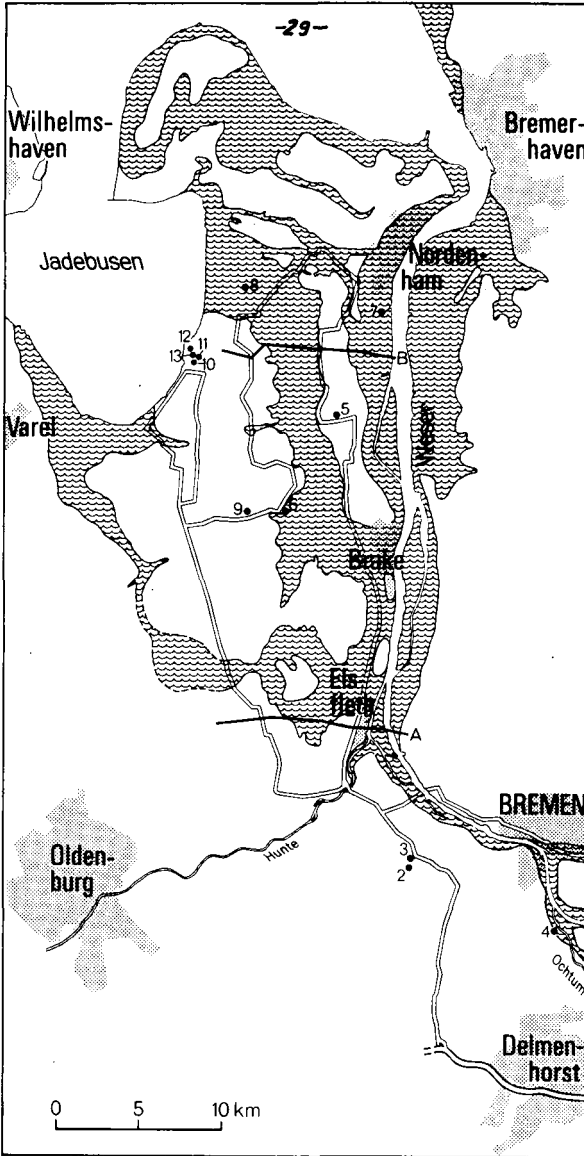 -29-
Wilhelms-
haven
Bremer-
haven
Jadebusen
Norden-
ham
8
7
12
11
13
10
B
Varel
5
Weser
9
6
Brake
Els-
fleth
A
BREMEN
Hunte
Olden-
burg
3
2
4
Ochtum
Delmen-
horst
0 5 10 km